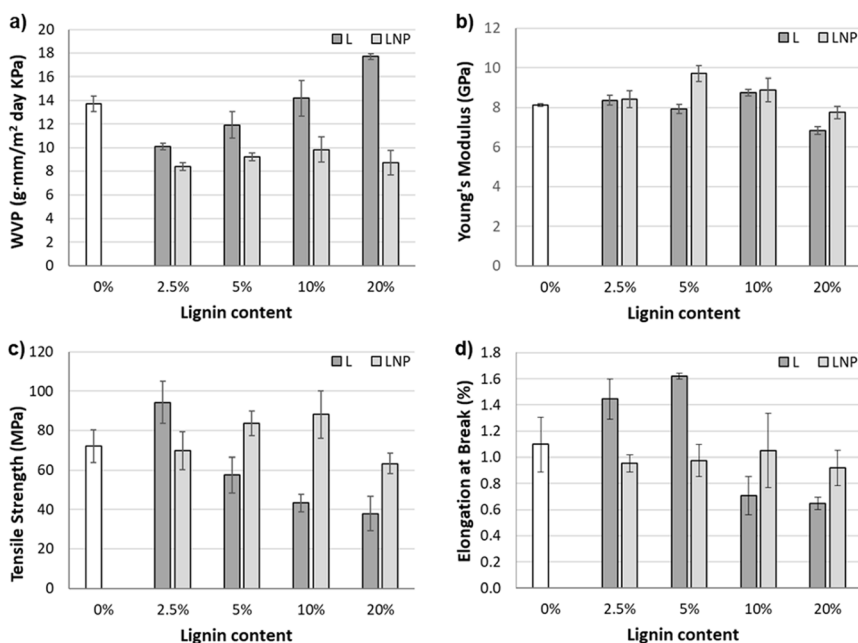 a)
WVP (g·mm/m² day KPa)
20
18
16
14
12
10
8
6
4
2
0
L LNP
0% 2.5% 5% 10% 20%
Lignin content
b)
Young's Modulus (GPa)
12
10
8
6
4
2
0
L LNP
0% 2.5% 5% 10% 20%
Lignin content
c)
Tensile Strength (MPa)
120
100
80
60
40
20
0
L LNP
0% 2.5% 5% 10% 20%
Lignin content
d)
Elongation at Break (%)
1.8
1.6
1.4
1.2
1.0
0.8
0.6
0.4
0.2
0.0
L LNP
0% 2.5% 5% 10% 20%
Lignin content